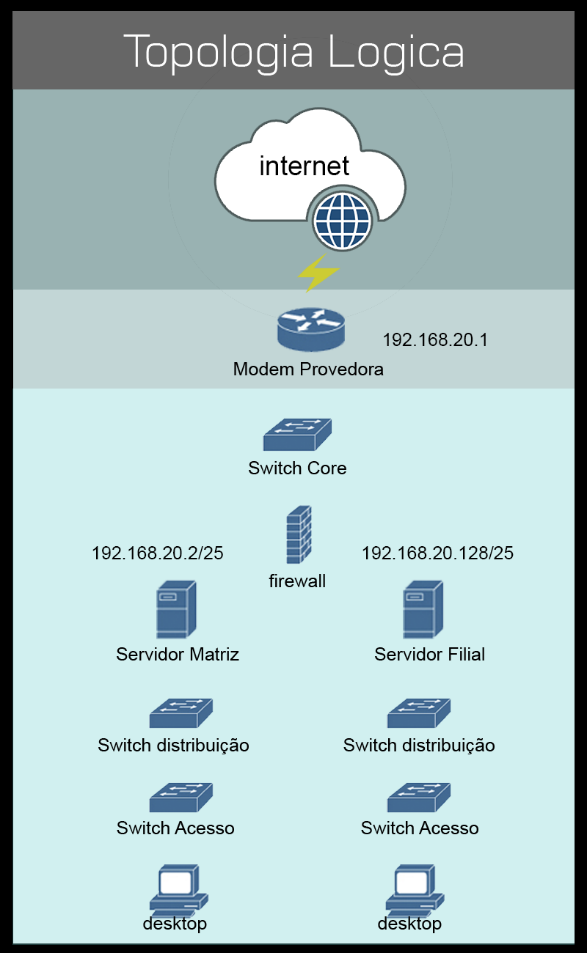 Topologia Logica
internet
192.168.20.1
Modem Provedora
Switch Core
192.168.20.2/25
192.168.20.128/25
firewall
Servidor Matriz
Servidor Filial
Switch distribuição
Switch distribuição
Switch Acesso
Switch Acesso
desktop
desktop